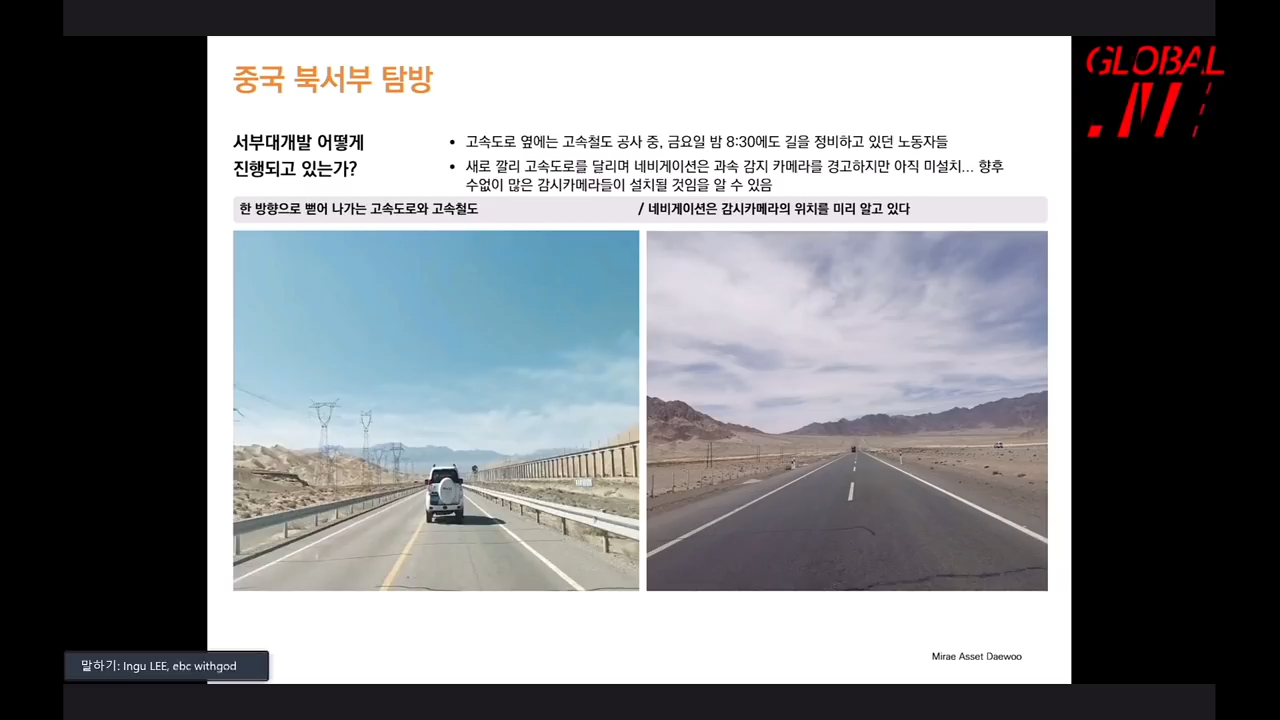 중국 북서부 탐방
서부대개발 어떻게
진행되고 있는가?
• 고속도로 옆에는 고속철도 공사 중, 금요일 밤 8:30에도 길을 정비하고 있던 노동자들
• 새로 깔리 고속도로를 달리며 네비게이션은 과속 감지 카메라를 경고하지만 아직 미설치... 향후
수없이 많은 감시카메라들이 설치될 것임을 알 수 있음
한 방향으로 뻗어 나가는 고속도로와 고속철도
/ 네비게이션은 감시카메라의 위치를 미리 알고 있다
Mirae Asset Daewoo
말하기: Ingu LEE, ebc withgod
GLOBAL